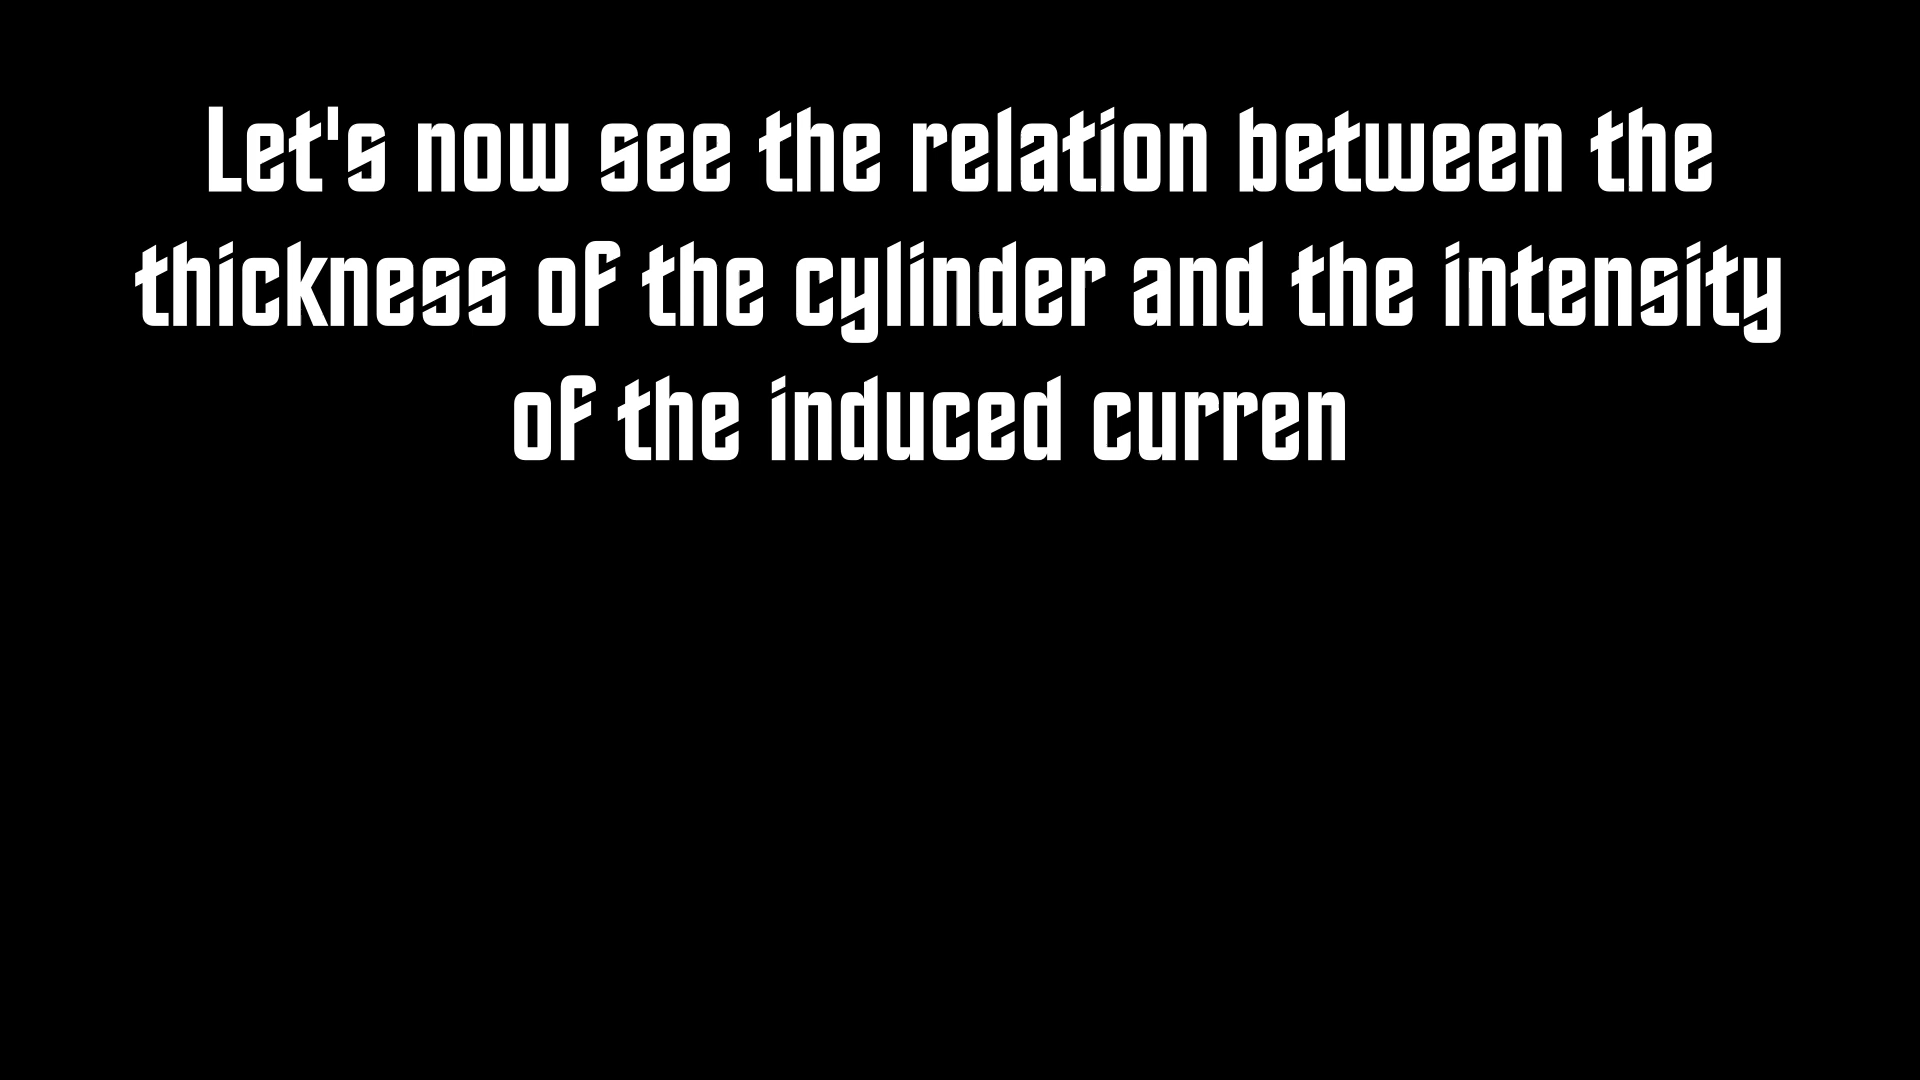 Let's now see the relation between the
thickness of the cylinder and the intensity
of the induced curren